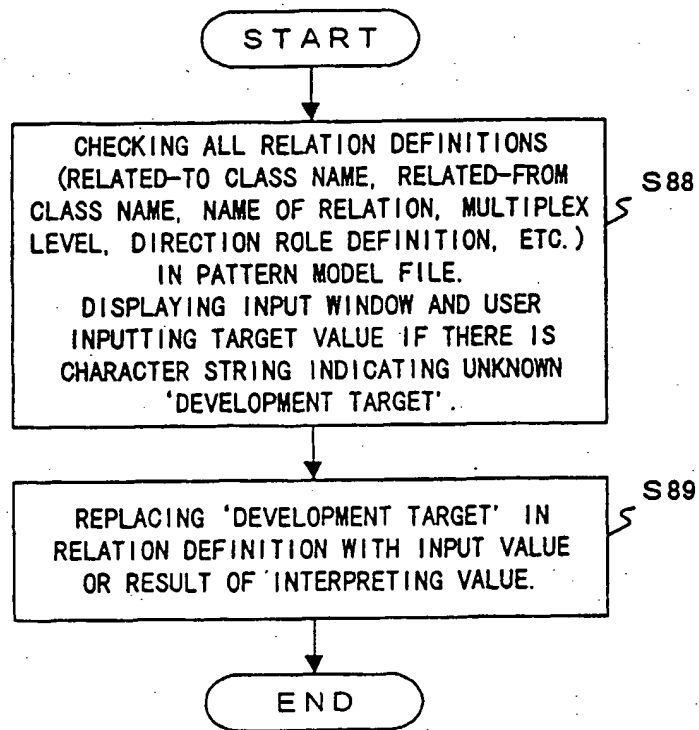 START
CHECKING ALL RELATION DEFINITIONS
(RELATED-TO CLASS NAME, RELATED-FROM
CLASS NAME, NAME OF RELATION, MULTIPLEX
LEVEL, DIRECTION ROLE DEFINITION, ETC.)
IN PATTERN MODEL FILE.
DISPLAYING INPUT WINDOW AND USER
INPUTTING TARGET VALUE IF THERE IS
CHARACTER STRING INDICATING UNKNOWN
'DEVELOPMENT TARGET'.
S88
REPLACING 'DEVELOPMENT TARGET' IN
RELATION DEFINITION WITH INPUT VALUE
OR RESULT OF INTERPRETING VALUE.
S89
END